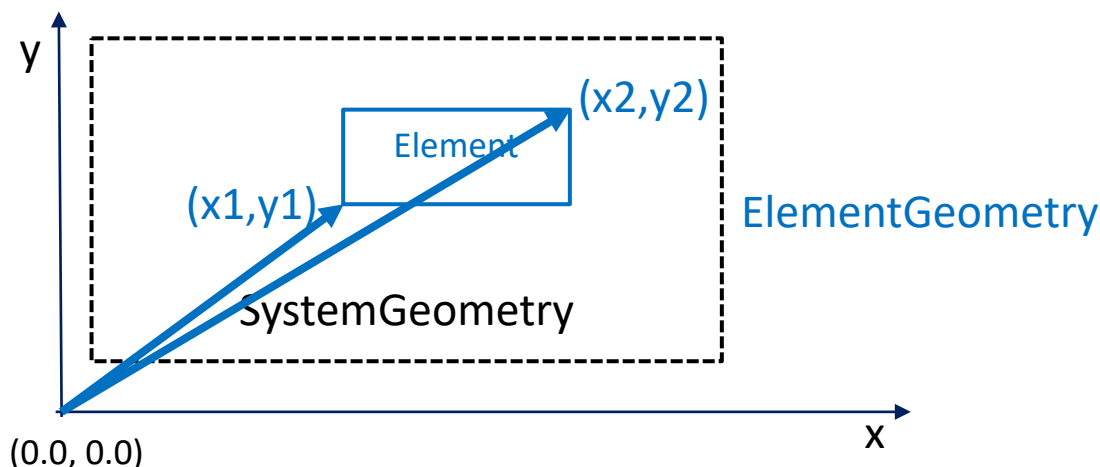 y
(x2,y2)
Element
(x1,y1)
ElementGeometry
SystemGeometry
x
(0.0, 0.0)